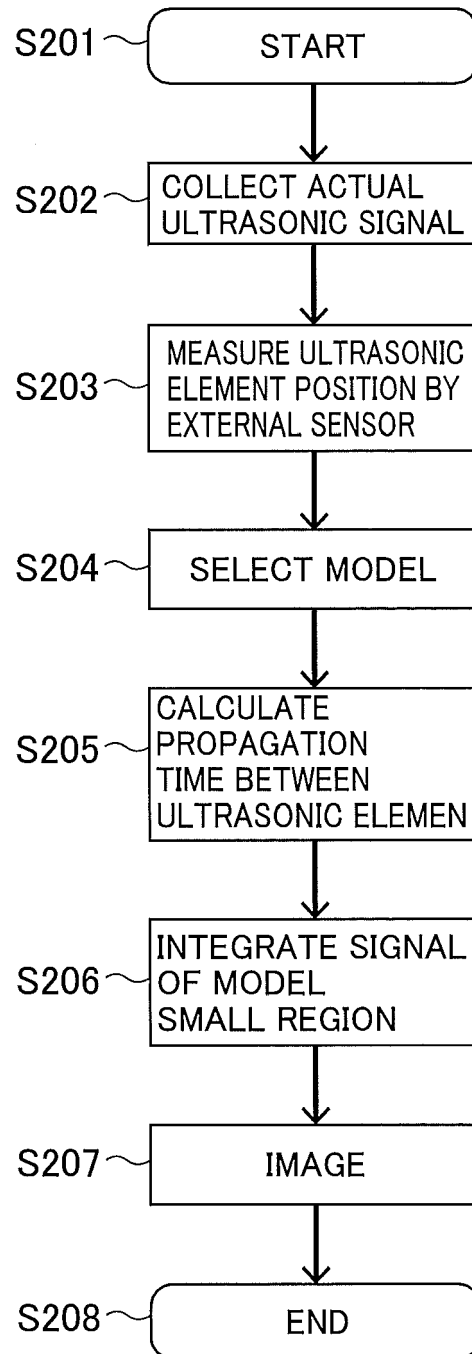 S201
START
S202
COLLECT ACTUAL
ULTRASONIC SIGNAL
S203
MEASURE ULTRASONIC
ELEMENT POSITION BY
EXTERNAL SENSOR
S204
SELECT MODEL
S205
CALCULATE
PROPAGATION
TIME BETWEEN
ULTRASONIC ELEMEN
S206
INTEGRATE SIGNAL
OF MODEL
SMALL REGION
S207
IMAGE
S208
END